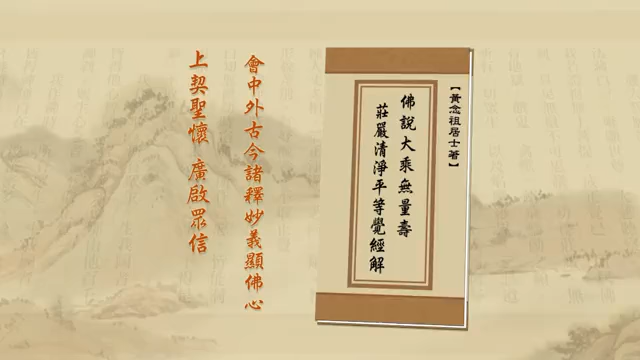 【黃念祖居士著】
佛說大乘無量壽
莊嚴清淨平等覺經解
會中外古今諸釋妙義顯佛心
上契聖懷 廣啟眾信